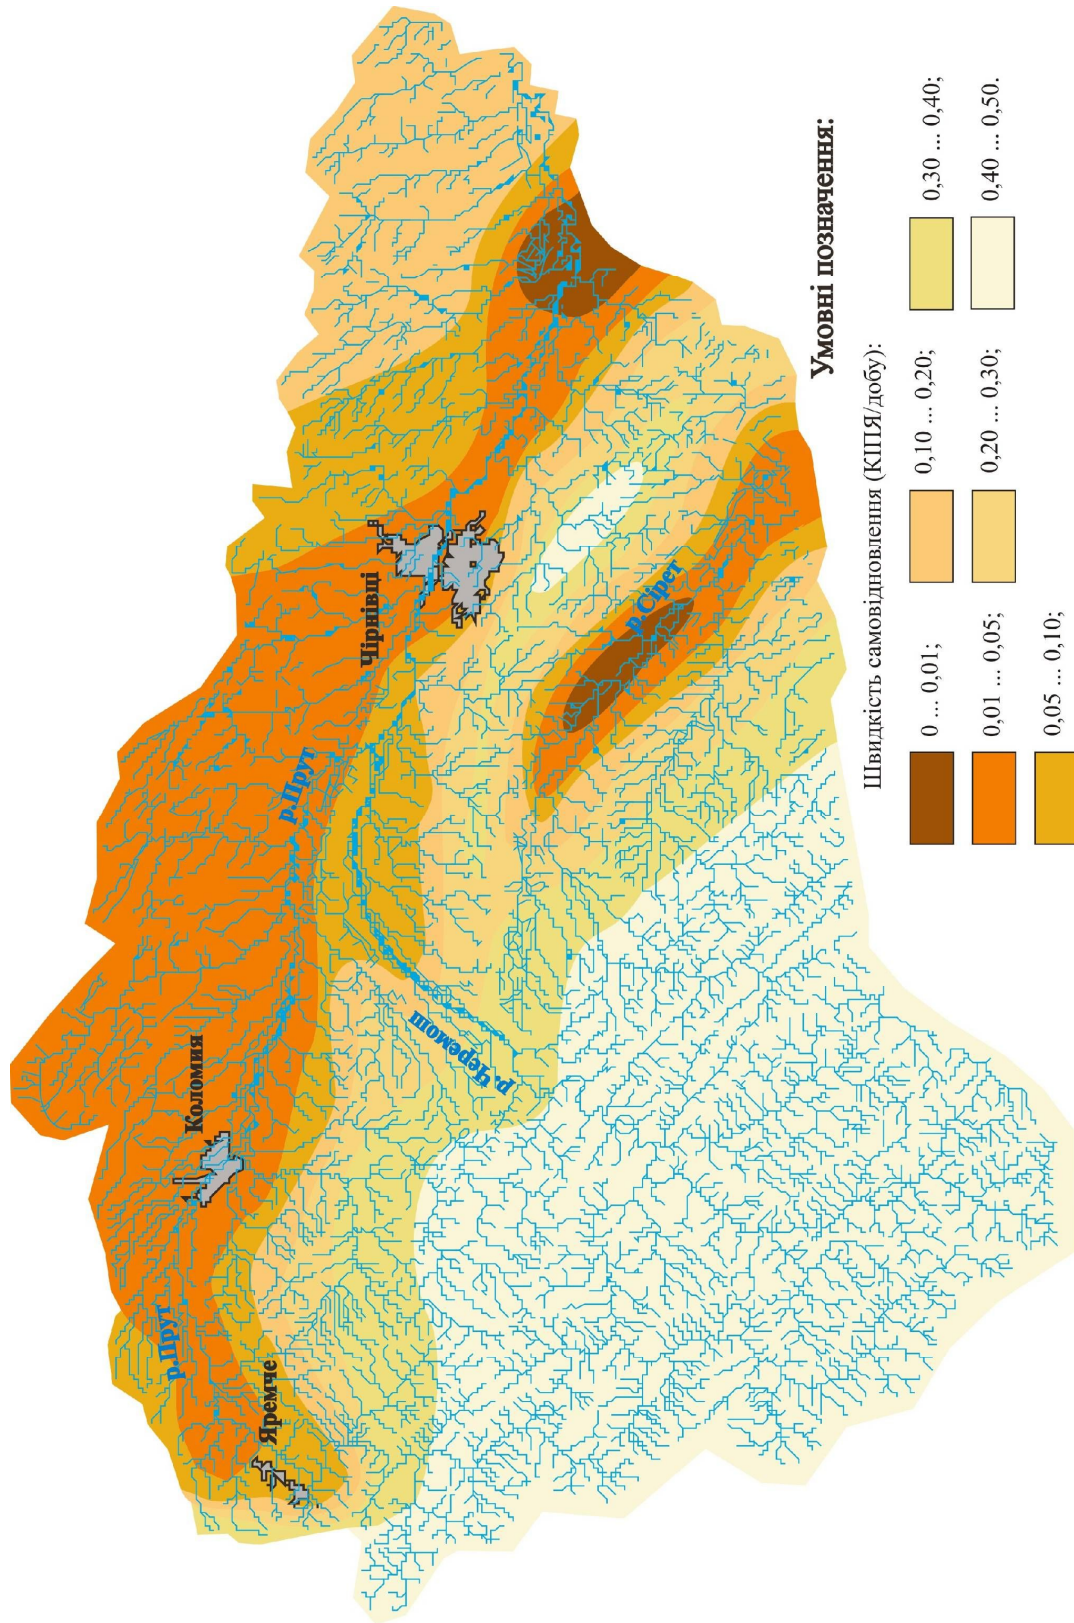 р.Прут
Яремче
Коломия
р.Прут
р.Черемош
Чірнівці
р.Сірет
Умовні позначення:
Швидкість самовідновлення (КІПЯ/добу):
0 ... 0,01;
0,01 ... 0,05;
0,05 ... 0,10;
0,10 ... 0,20;
0,20 ... 0,30;
0,30 ... 0,40;
0,40 ... 0,50.